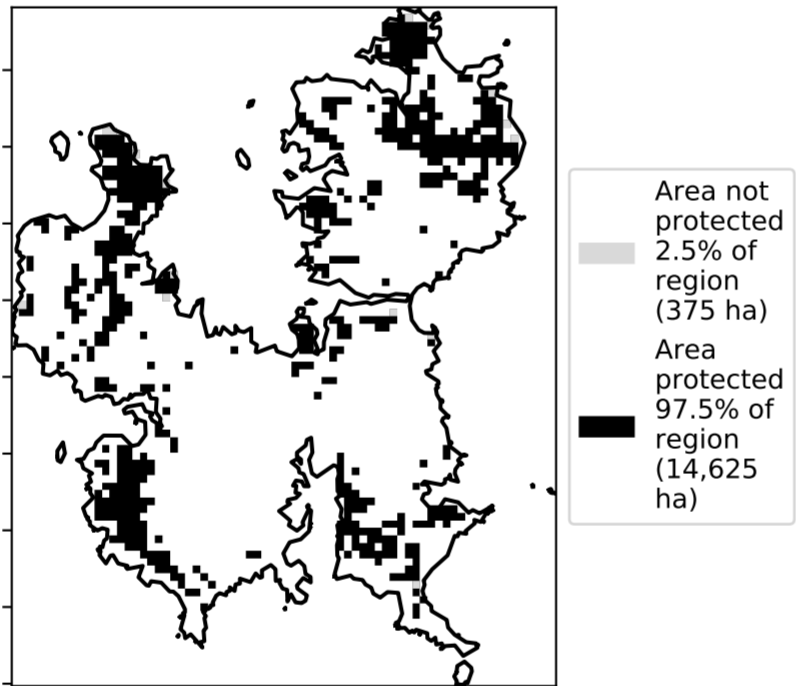 Area not
protected
2.5% of
region
(375 ha)
Area
protected
97.5% of
region
(14,625
ha)